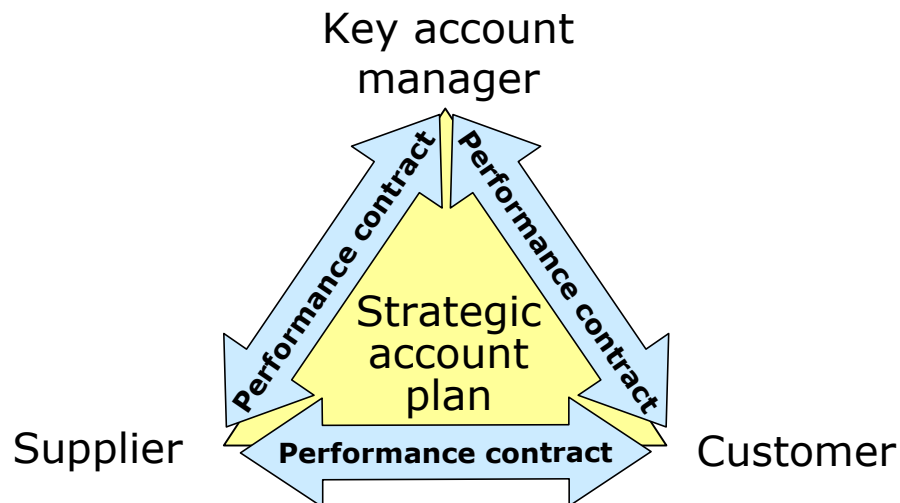 Key account
manager
Performance contract
Performance contract
Strategic
account
plan
Supplier
Performance contract
Customer